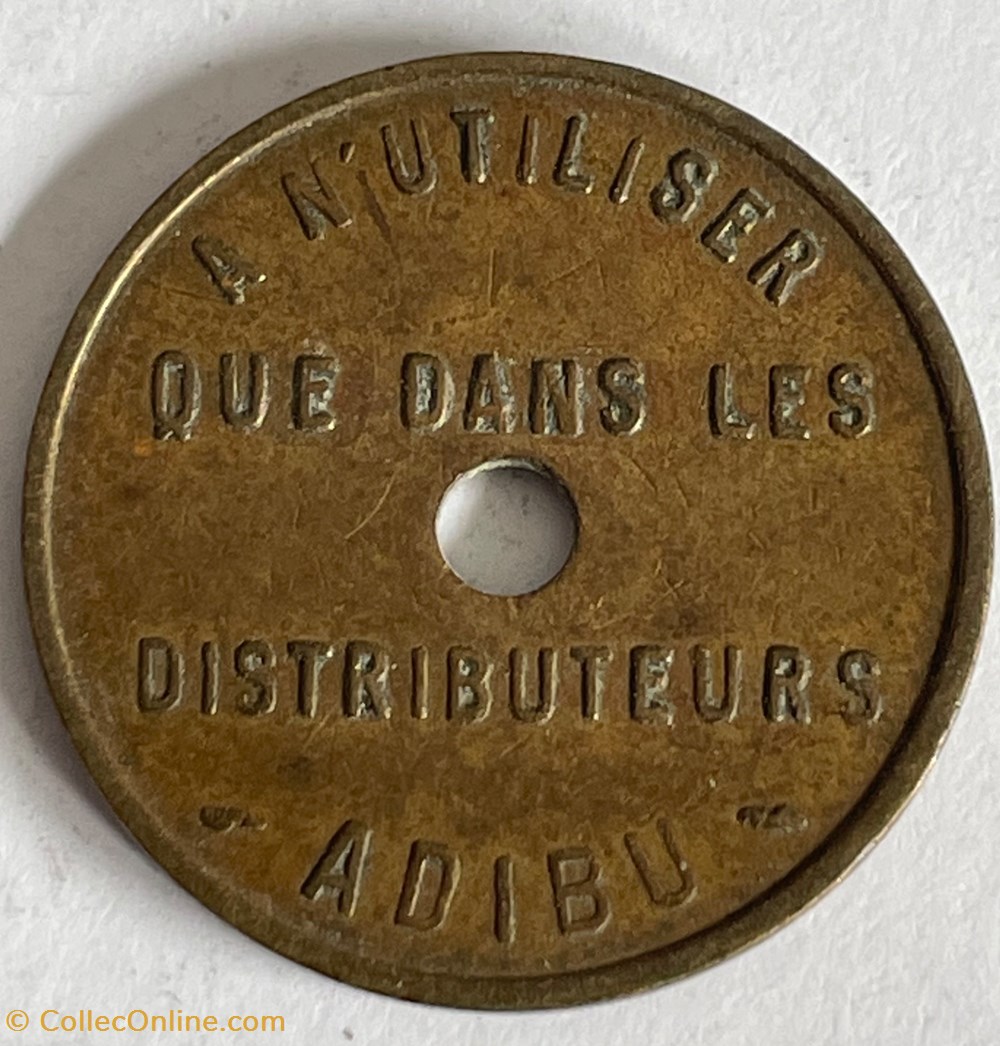 A N'UTILISER
QUE DANS LES
DISTRIBUTEURS
ADIBU
© CollecOnline.com